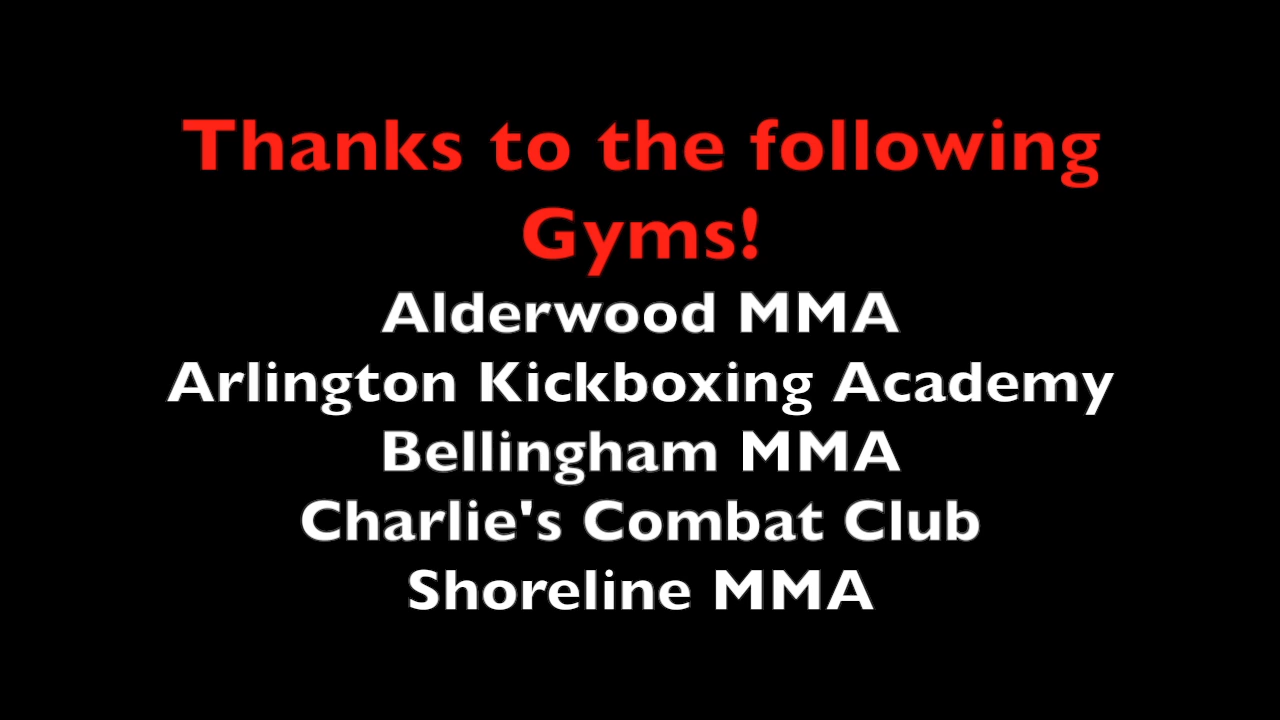 Thanks to the following
Gyms!
Alderwood MMA
Arlington Kickboxing Academy
Bellingham MMA
Charlie's Combat Club
Shoreline MMA